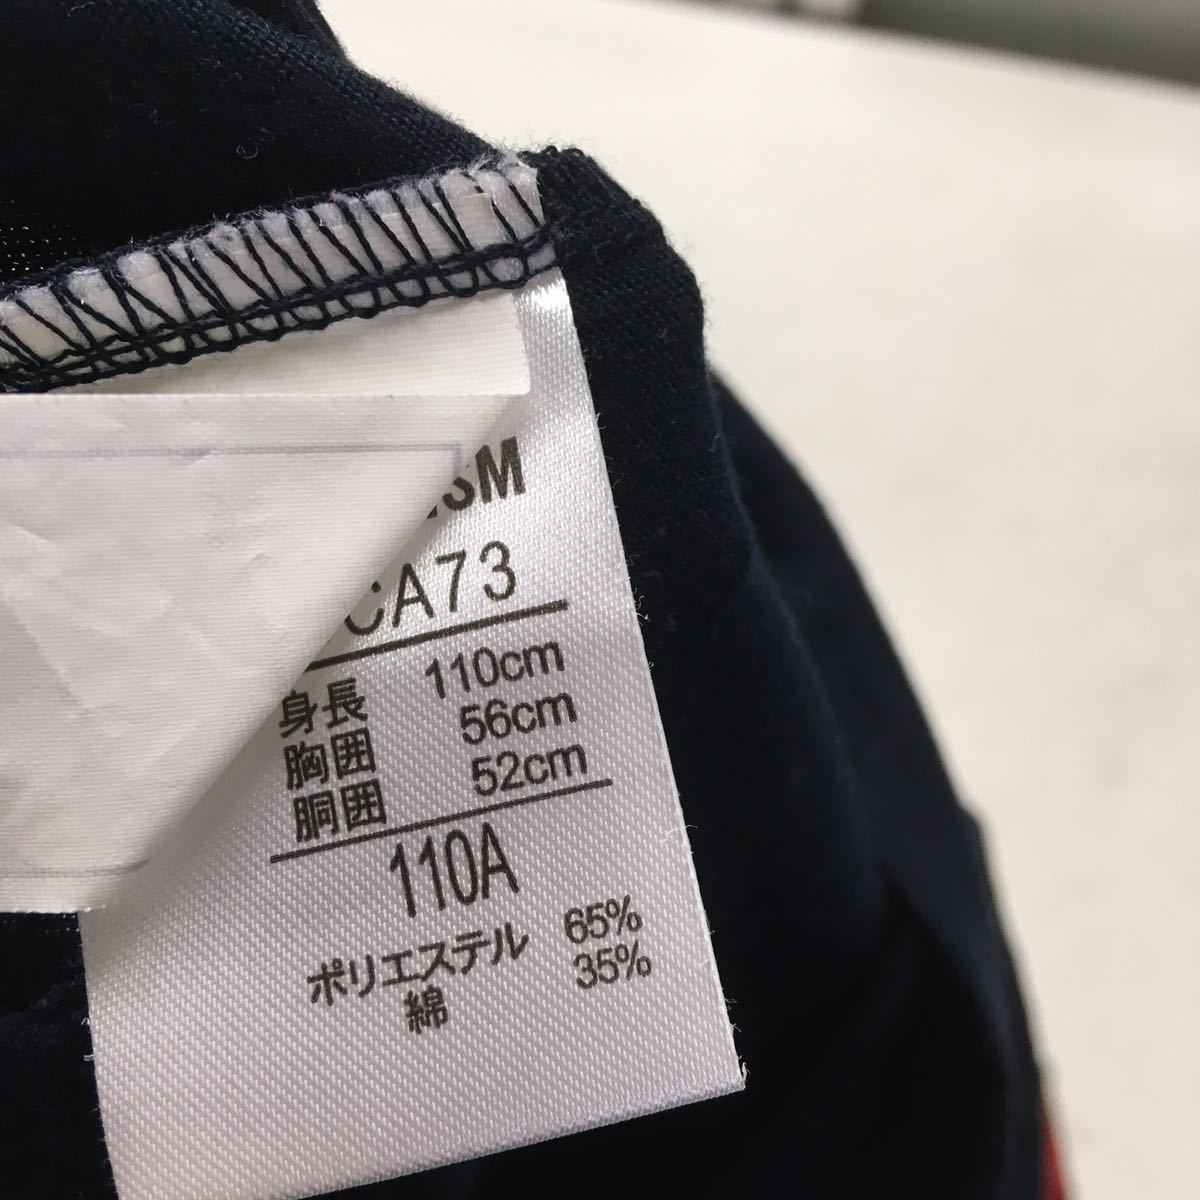 SM
CA73
身長 110cm
胸囲 56cm
胴囲 52cm
110A
ポリエステル 65%
綿 35%